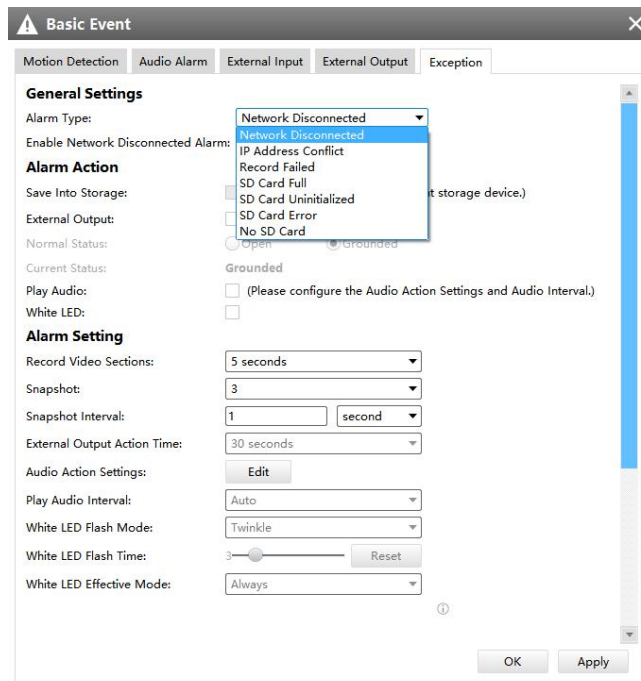 Basic Event
Motion Detection Audio Alarm External Input External Output Exception
General Settings
Alarm Type: Network Disconnected
Network Disconnected
Enable Network Disconnected Alarm:
IP Address Conflict
Alarm Action
Record Failed
SD Card Full
Save Into Storage: t storage device.)
SD Card Uninitialized
External Output: SD Card Error
No SD Card
Normal Status: Open Grounded
Current Status: Grounded
Play Audio: (Please configure the Audio Action Settings and Audio Interval.)
White LED:
Alarm Setting
Record Video Sections: 5 seconds
Snapshot: 3
Snapshot Interval: 1 second
External Output Action Time: 30 seconds
Audio Action Settings: Edit
Play Audio Interval: Auto
White LED Flash Mode: Twinkle
White LED Flash Time: 3 Reset
White LED Effective Mode: Always
OK Apply